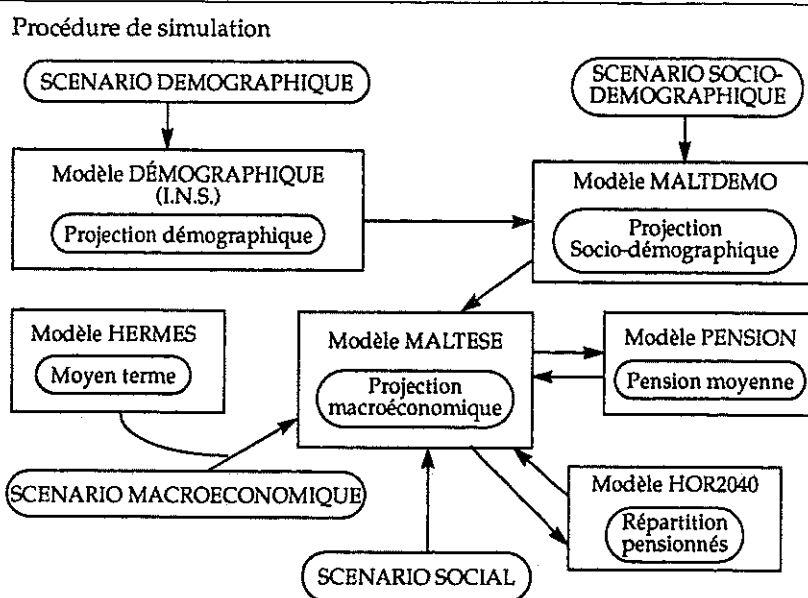 Procédure de simulation
SCENARIO DEMOGRAPHIQUE
SCENARIO SOCIO-
DEMOGRAPHIQUE
Modèle DÉMOGRAPHIQUE
(I.N.S.)
Projection démographique
Modèle MALTDEMO
Projection
Socio-démographique
Modèle HERMES
Moyen terme
Modèle MALTESE
Projection
macroéconomique
Modèle PENSION
Pension moyenne
SCENARIO MACROECONOMIQUE
Modèle HOR2040
Répartition
pensionnés
SCENARIO SOCIAL